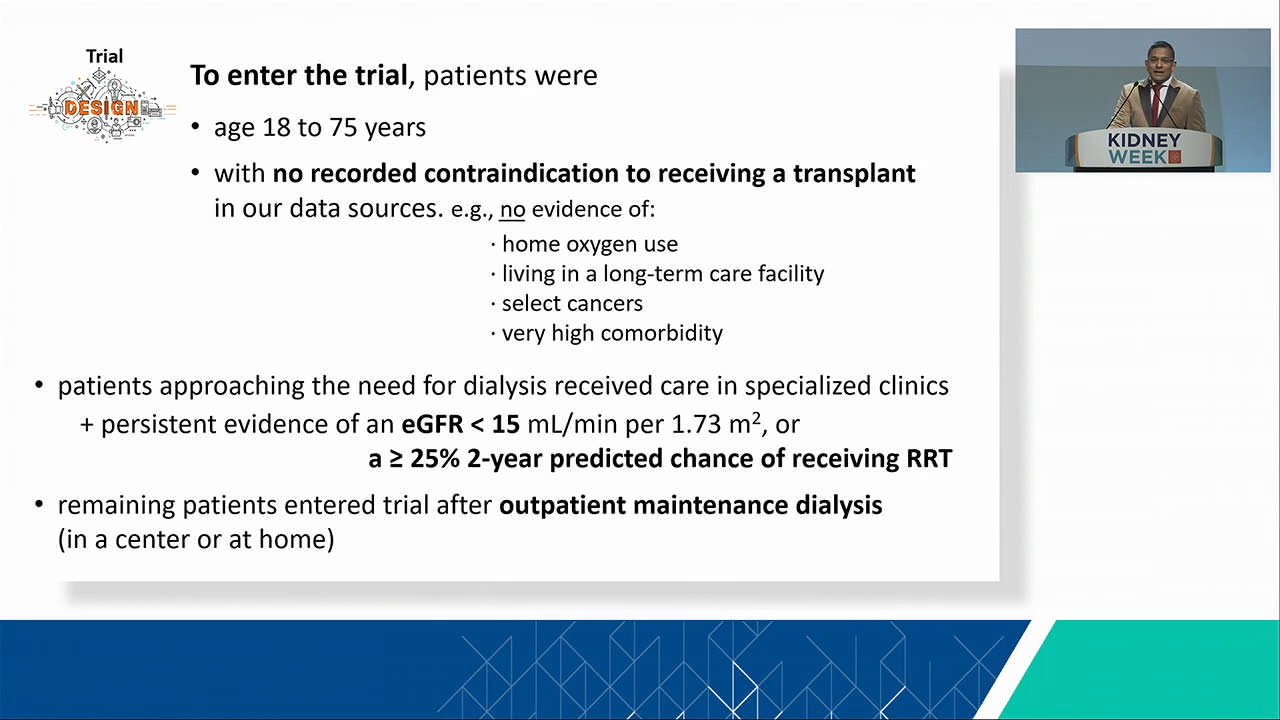 Trial
DESIGN
To enter the trial, patients were
• age 18 to 75 years
• with no recorded contraindication to receiving a transplant
in our data sources. e.g., no evidence of:
· home oxygen use
· living in a long-term care facility
· select cancers
· very high comorbidity
• patients approaching the need for dialysis received care in specialized clinics
+ persistent evidence of an eGFR < 15 mL/min per 1.73 m², or
a ≥ 25% 2-year predicted chance of receiving RRT
• remaining patients entered trial after outpatient maintenance dialysis
(in a center or at home)
KIDNEY
WEEK